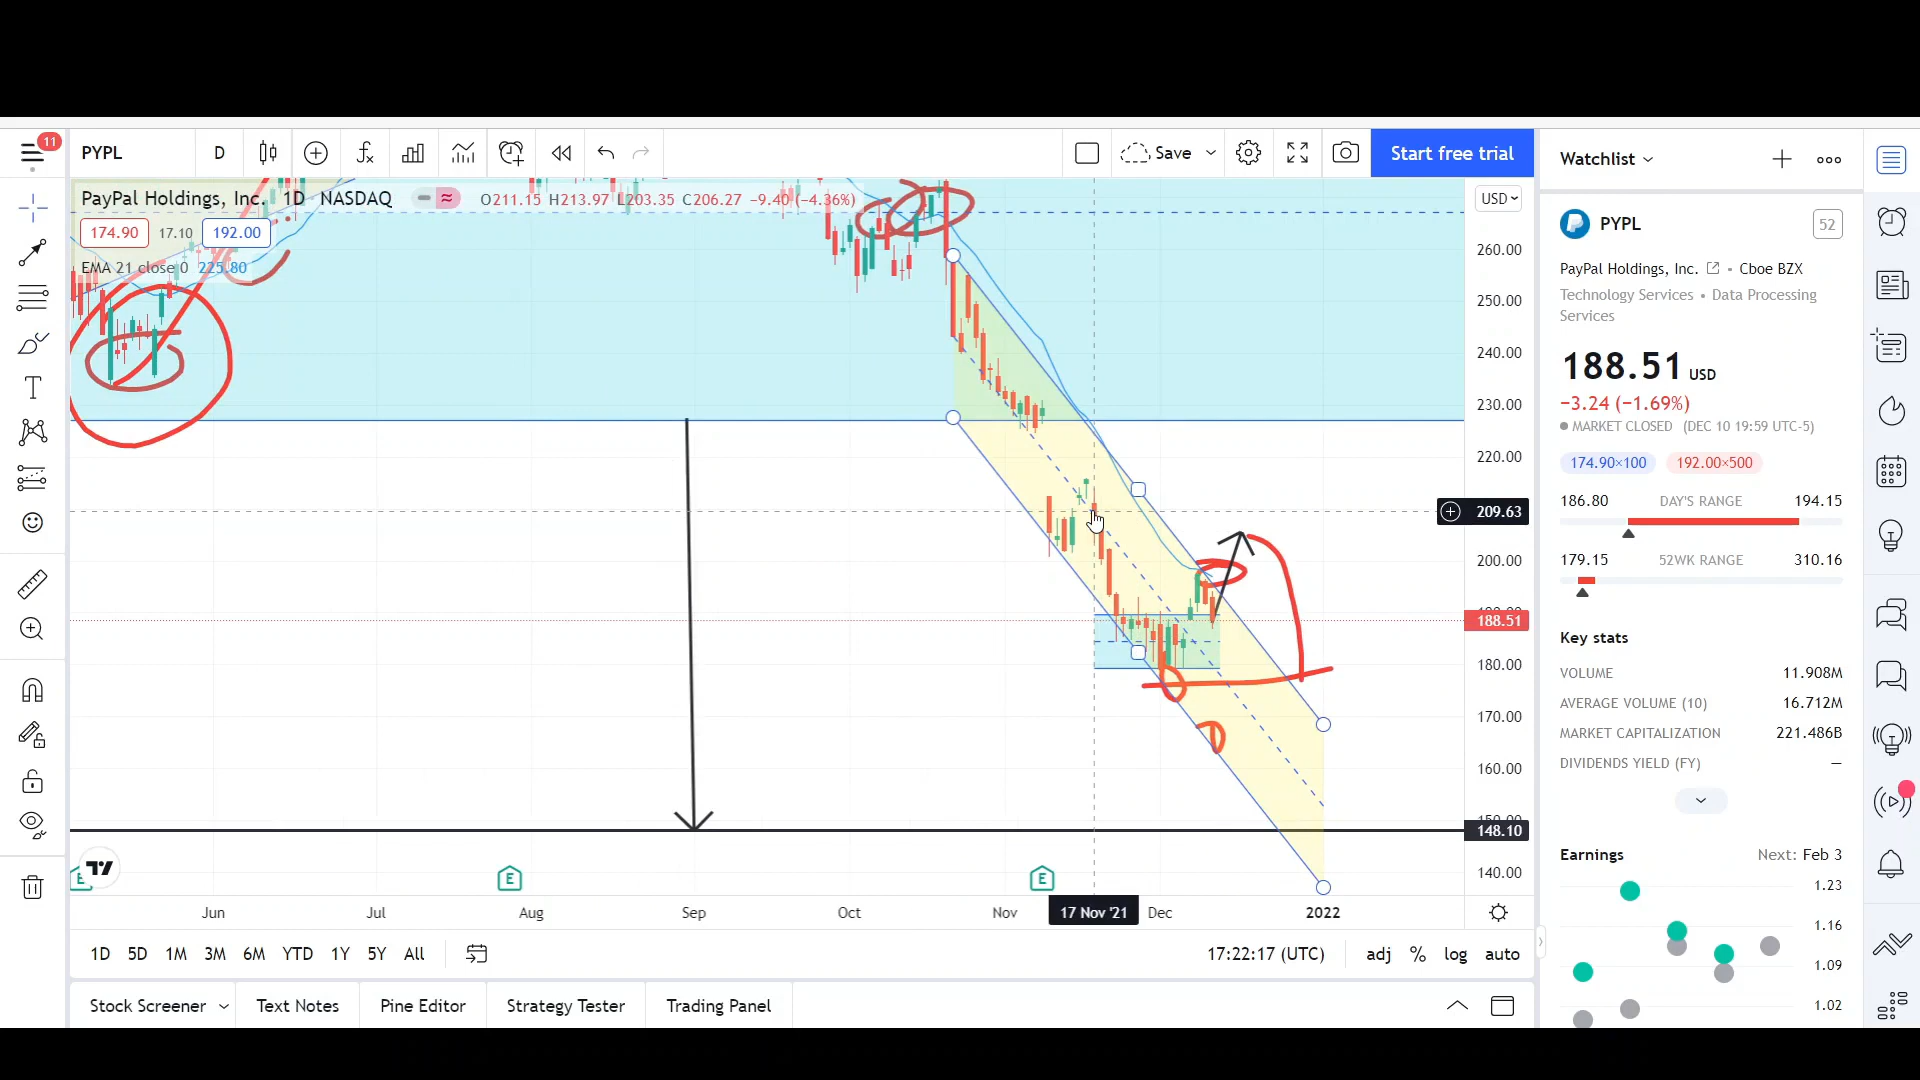 11
PYPL
D
Save
Start free trial
Watchlist
PayPal Holdings, Inc. 1D NASDAQ
O211.15 H213.97 L203.35 C206.27 −9.40 (−4.36%)
USD
174.90 17.10 192.00
EMA 21 close 0 225.80
260.00
250.00
240.00
230.00
220.00
209.63
200.00
188.51
180.00
170.00
160.00
148.10
140.00
E
E
E
Jun
Jul
Aug
Sep
Oct
Nov
17 Nov '21
Dec
2022
1D 5D 1M 3M 6M YTD 1Y 5Y All
17:22:17 (UTC)
adj % log auto
Stock Screener
Text Notes
Pine Editor
Strategy Tester
Trading Panel
PYPL
52
PayPal Holdings, Inc. • Cboe BZX
Technology Services • Data Processing
Services
188.51 USD
−3.24 (−1.69%)
MARKET CLOSED (DEC 10 19:59 UTC-5)
174.90×100 192.00×500
186.80 DAY'S RANGE 194.15
179.15 52WK RANGE 310.16
Key stats
VOLUME 11.908M
AVERAGE VOLUME (10) 16.712M
MARKET CAPITALIZATION 221.486B
DIVIDENDS YIELD (FY) —
Earnings Next: Feb 3
1.23
1.16
1.09
1.02